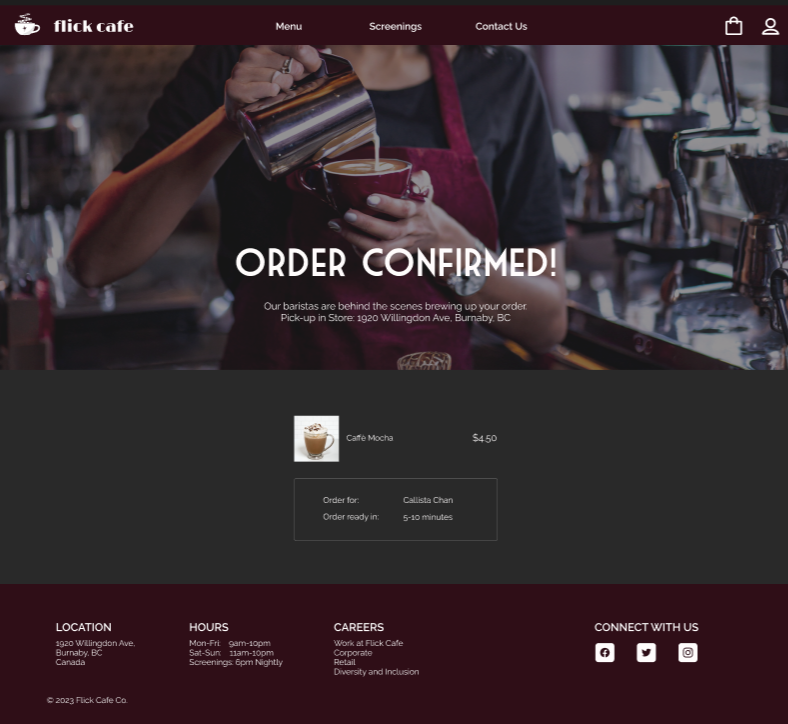 flick cafe
Menu
Screenings
Contact Us
ORDER CONFIRMED!
Our baristas are behind the scenes brewing up your order.
Pick-up in Store: 1920 Willingdon Ave, Burnaby, BC
Caffè Mocha
$4.50
Order for: Callista Chan
Order ready in: 5-10 minutes
LOCATION
1920 Willingdon Ave,
Burnaby, BC
Canada
HOURS
Mon-Fri: 9am-10pm
Sat-Sun: 11am-10pm
Screenings: 6pm Nightly
CAREERS
Work at Flick Cafe
Corporate
Retail
Diversity and Inclusion
CONNECT WITH US
© 2023 Flick Cafe Co.